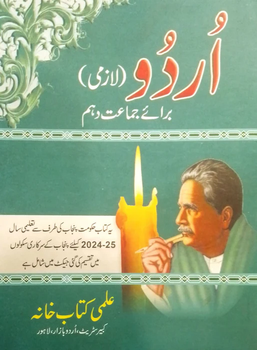 اُردُو (لازمی)
برائے جماعت دہم
یہ کتاب حکومت پنجاب کی طرف سے تعلیمی سال
2024-25 کیلئے پنجاب کے سرکاری سکولوں
میں تقسیم کی گئی جیکٹ میں شامل ہے
علمی کتاب خانہ
کبیر سٹریٹ، اُردو بازار، لاہور